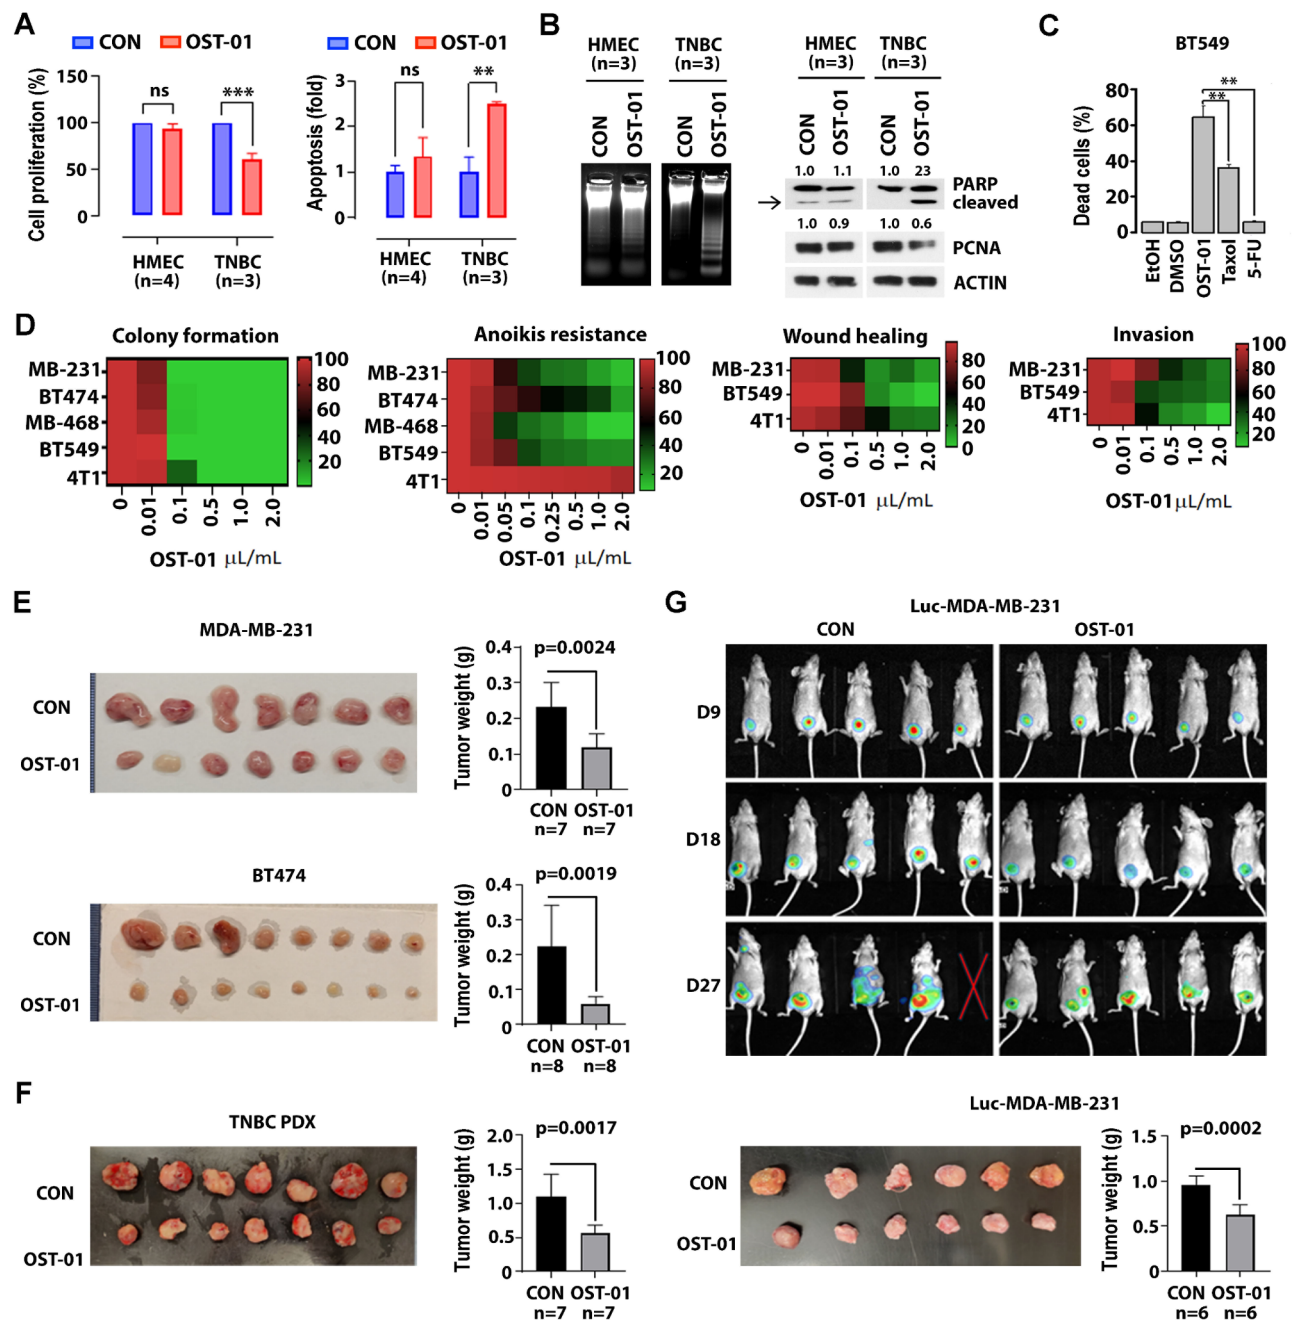 A
CON OST-01
Cell proliferation (%)
150
100
50
0
ns
***
HMEC
(n=4)
TNBC
(n=3)
CON OST-01
Apoptosis (fold)
3
2
1
0
ns
**
HMEC
(n=4)
TNBC
(n=3)
B
HMEC
(n=3)
TNBC
(n=3)
CON
OST-01
CON
OST-01
HMEC
(n=3)
TNBC
(n=3)
CON
OST-01
CON
OST-01
1.0 1.1 1.0 23
PARP
cleaved
1.0 0.9 1.0 0.6
PCNA
ACTIN
C
BT549
Dead cells (%)
80
60
40
20
0
**
**
EtOH
DMSO
OST-01
Taxol
5-FU
D
Colony formation
MB-231
BT474
MB-468
BT549
4T1
0 0.01 0.1 0.5 1.0 2.0
OST-01 µL/mL
100
80
60
40
20
Anoikis resistance
MB-231
BT474
MB-468
BT549
4T1
0 0.01 0.05 0.1 0.25 0.5 1.0 2.0
OST-01 µL/mL
100
80
60
40
20
Wound healing
MB-231
BT549
4T1
0 0.01 0.1 0.5 1.0 2.0
OST-01 µL/mL
80
60
40
20
0
Invasion
MB-231
BT549
4T1
0 0.01 0.1 0.5 1.0 2.0
OST-01 µL/mL
100
80
60
40
20
E
MDA-MB-231
CON
OST-01
Tumor weight (g)
0.4
0.3
0.2
0.1
0
p=0.0024
CON OST-01
n=7 n=7
BT474
CON
OST-01
Tumor weight (g)
0.4
0.3
0.2
0.1
0
p=0.0019
CON OST-01
n=8 n=8
F
TNBC PDX
CON
OST-01
Tumor weight (g)
2.0
1.5
1.0
0.5
0
p=0.0017
CON OST-01
n=7 n=7
G
Luc-MDA-MB-231
CON OST-01
D9
D18
D27
Luc-MDA-MB-231
CON
OST-01
Tumor weight (g)
1.5
1.0
0.5
0
p=0.0002
CON OST-01
n=6 n=6